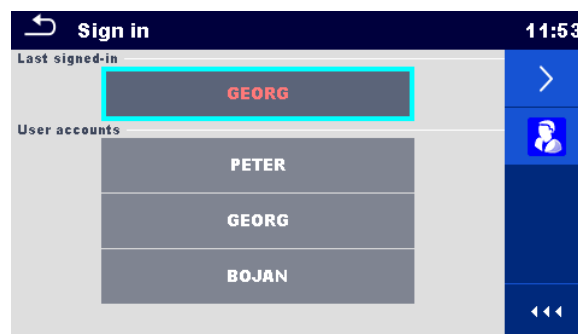 Sign in 11:53
Last signed-in
GEORG
User accounts
PETER
GEORG
BOJAN